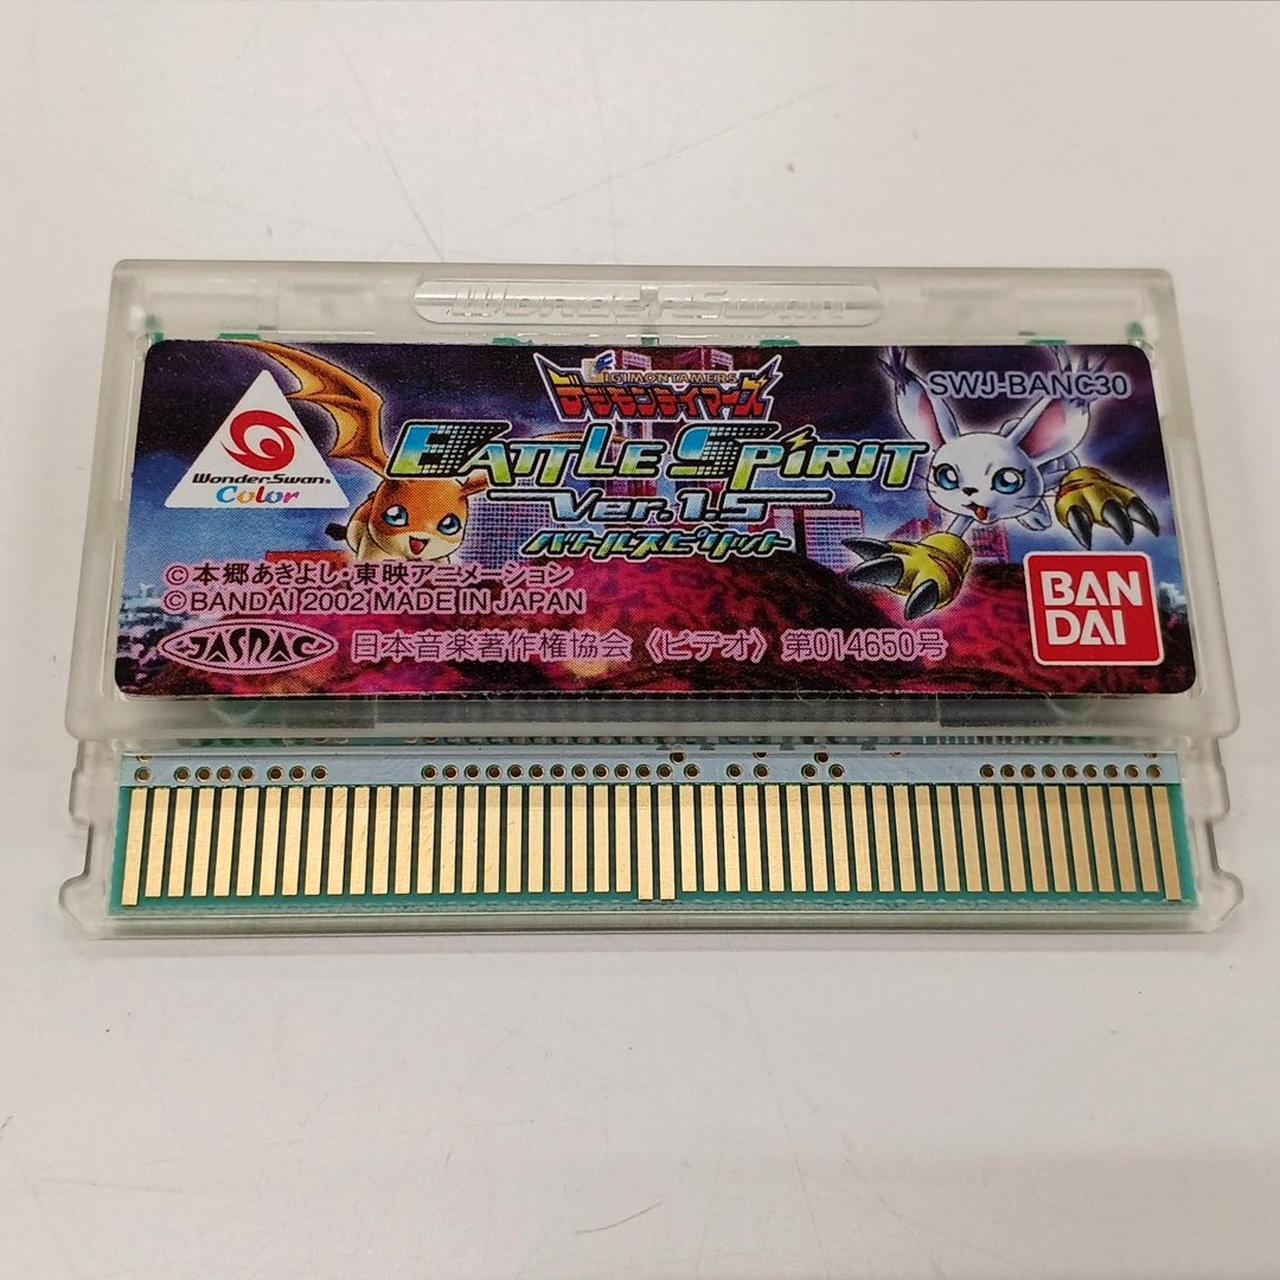 WonderSwan
DIGIMONTAMERS
デジモンテイマーズ
SWJ-BANC30
BATTLE SPIRIT
Ver. 1.5
バトルスピリット
WonderSwan®
Color
©本郷あきよし・東映アニメーション
©BANDAI 2002 MADE IN JAPAN
JASRAC 日本音楽著作権協会〈ビデオ〉第014650号
BAN
DAI